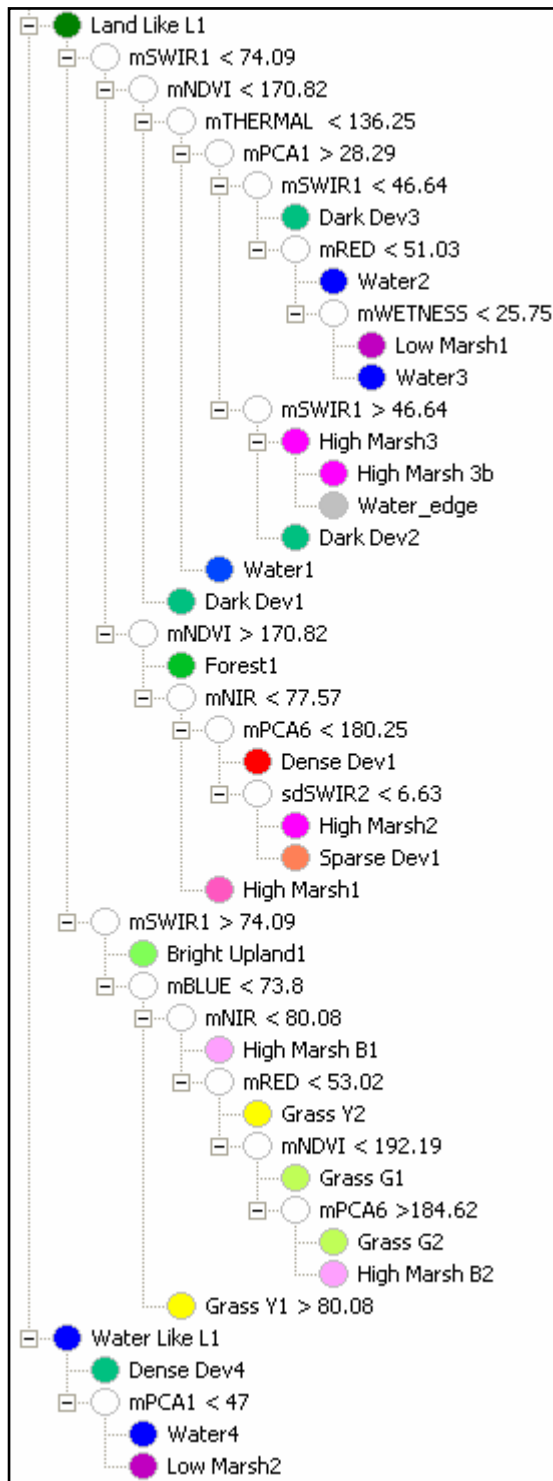 Land Like L1
mSWIR1 < 74.09
mNDVI < 170.82
mTHERMAL < 136.25
mPCA1 > 28.29
mSWIR1 < 46.64
Dark Dev3
mRED < 51.03
Water2
mWETNESS < 25.75
Low Marsh1
Water3
mSWIR1 > 46.64
High Marsh3
High Marsh 3b
Water_edge
Dark Dev2
Water1
Dark Dev1
mNDVI > 170.82
Forest1
mNIR < 77.57
mPCA6 < 180.25
Dense Dev1
sdSWIR2 < 6.63
High Marsh2
Sparse Dev1
High Marsh1
mSWIR1 > 74.09
Bright Upland1
mBLUE < 73.8
mNIR < 80.08
High Marsh B1
mRED < 53.02
Grass Y2
mNDVI < 192.19
Grass G1
mPCA6 >184.62
Grass G2
High Marsh B2
Grass Y1 > 80.08
Water Like L1
Dense Dev4
mPCA1 < 47
Water4
Low Marsh2